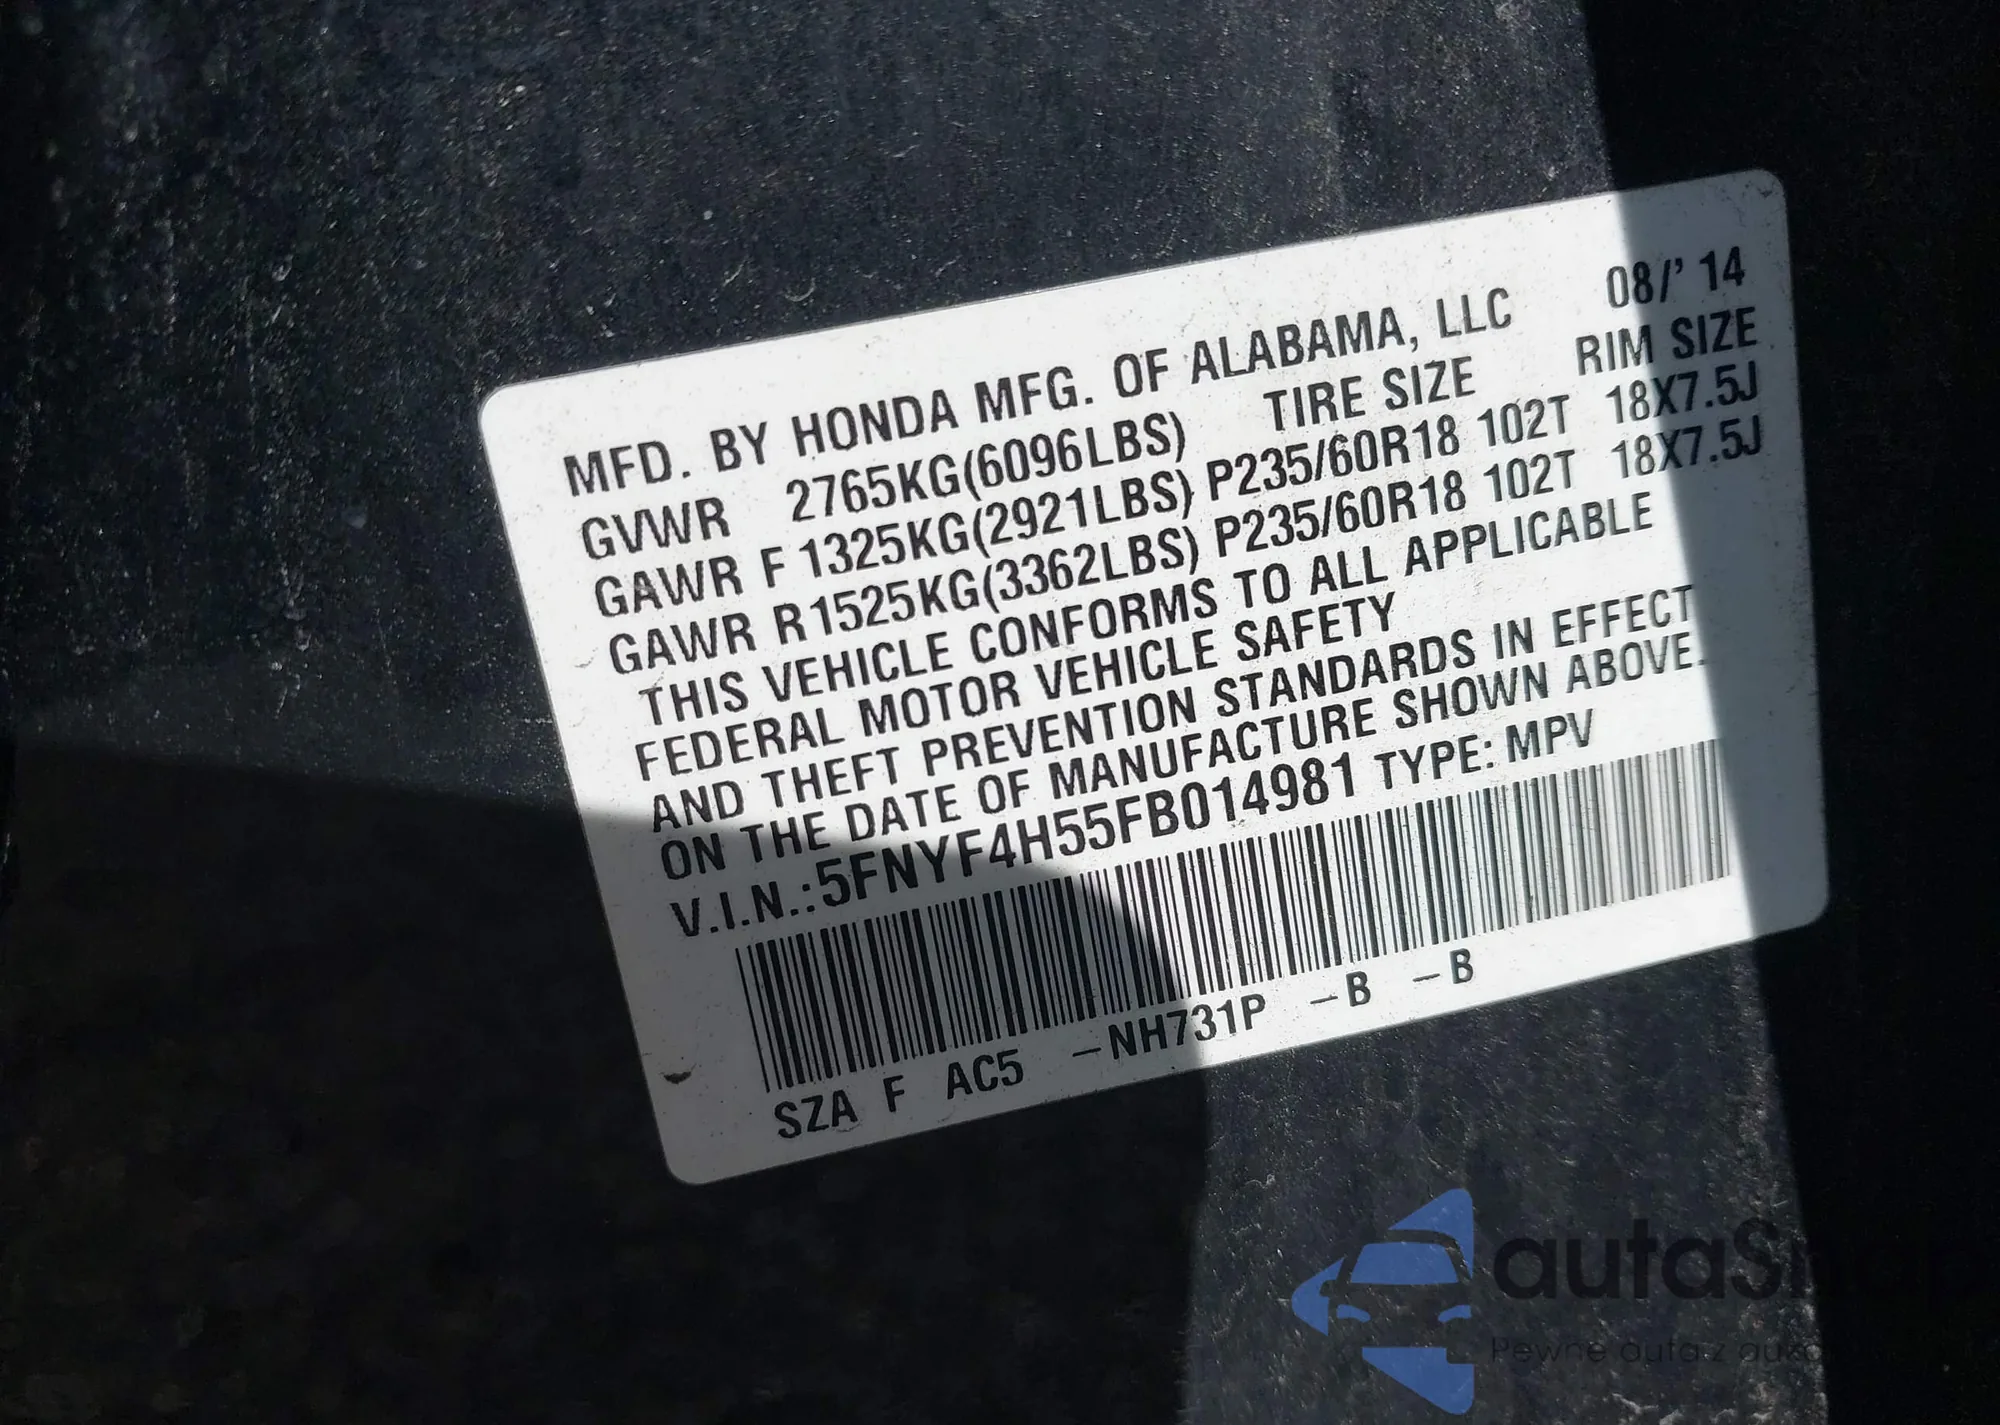 MFD. BY HONDA MFG. OF ALABAMA, LLC 08/' 14
GVWR 2765KG(6096LBS) TIRE SIZE RIM SIZE
GAWR F 1325KG(2921LBS) P235/60R18 102T 18X7.5J
GAWR R 1525KG(3362LBS) P235/60R18 102T 18X7.5J
THIS VEHICLE CONFORMS TO ALL APPLICABLE
FEDERAL MOTOR VEHICLE SAFETY
AND THEFT PREVENTION STANDARDS IN EFFECT
ON THE DATE OF MANUFACTURE SHOWN ABOVE.
V.I.N.:5FNYF4H55FB014981 TYPE: MPV
SZA F AC5 -NH731P -B -B
Pewne auta z